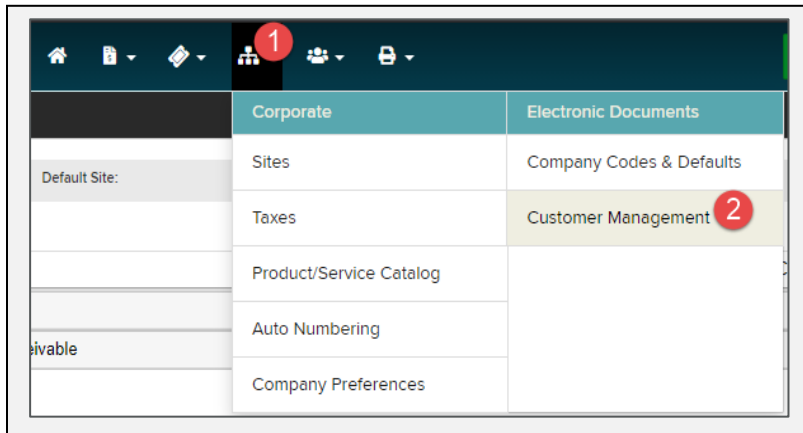 1
Corporate
Electronic Documents
Default Site:
Sites
Company Codes & Defaults
Taxes
Customer Management 2
Product/Service Catalog
Auto Numbering
eivable
Company Preferences